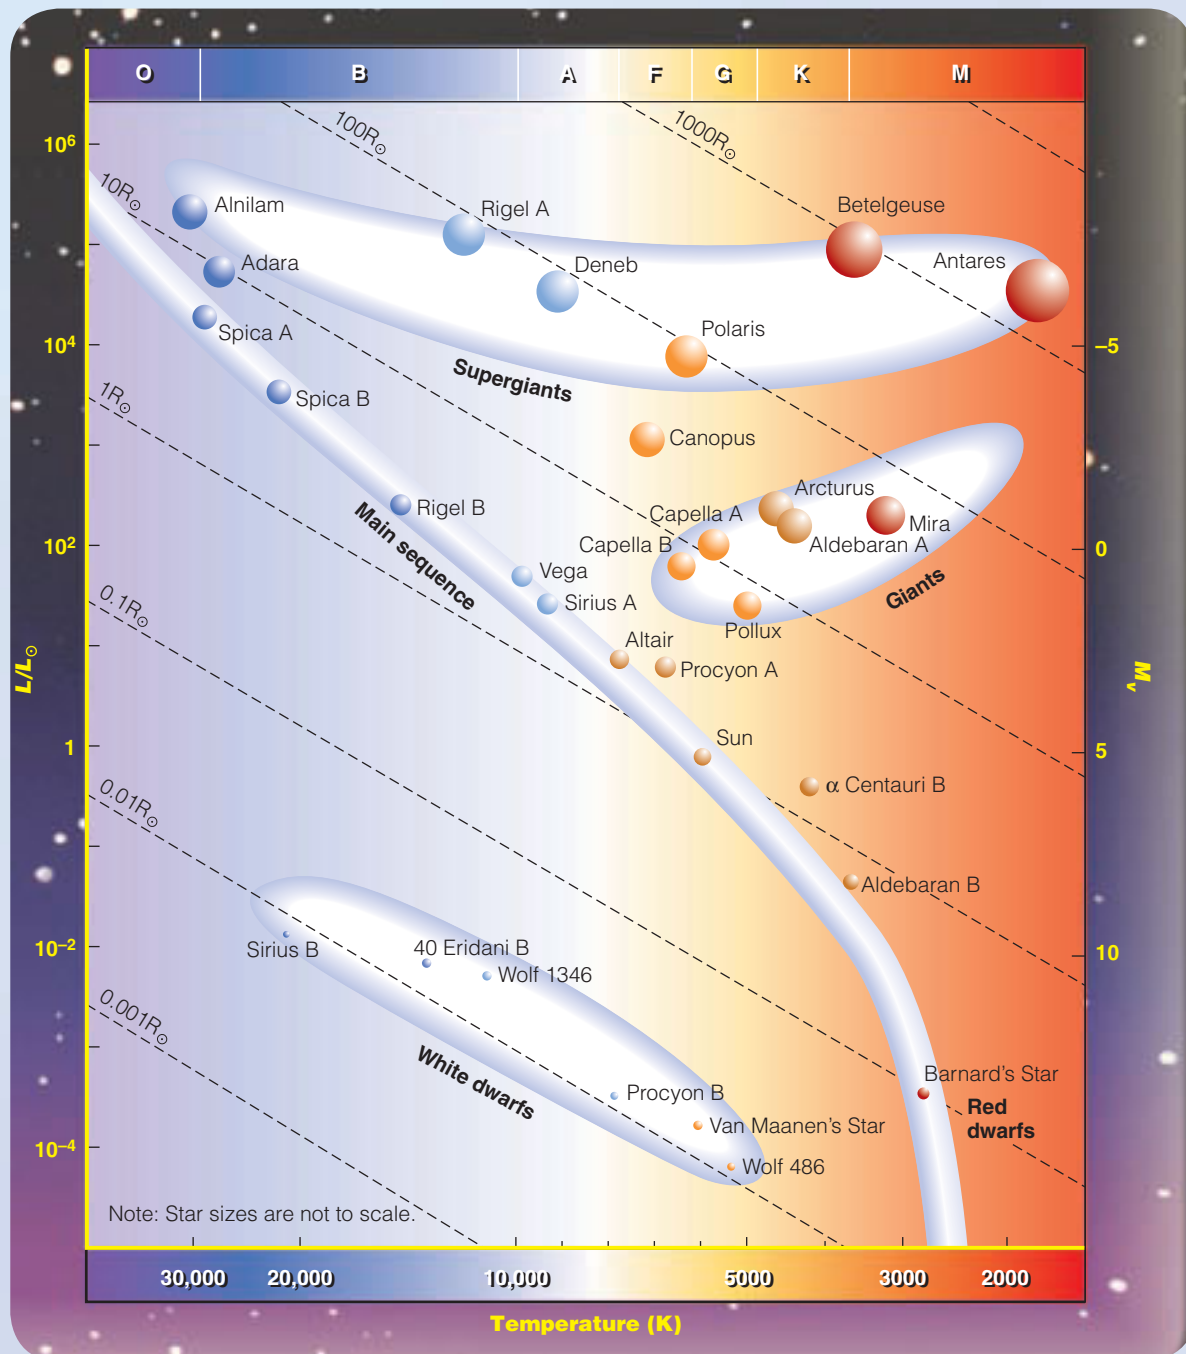 O B A F G K M
100R⊙
1000R⊙
10⁶
10R⊙
Alnilam
Rigel A
Betelgeuse
Adara
Deneb
Antares
Spica A
Polaris
10⁴
–5
Supergiants
1R⊙
Spica B
Canopus
Arcturus
Rigel B
Capella A
Mira
Main sequence
10²
Capella B
Aldebaran A
0
Vega
Giants
0.1R⊙
Sirius A
Pollux
Altair
Procyon A
L/L⊙
Mv
1
Sun
5
0.01R⊙
α Centauri B
Aldebaran B
10–2
Sirius B
40 Eridani B
10
Wolf 1346
0.001R⊙
White dwarfs
Barnard's Star
Procyon B
Red
dwarfs
Van Maanen's Star
10–4
Wolf 486
Note: Star sizes are not to scale.
30,000 20,000 10,000 5000 3000 2000
Temperature (K)